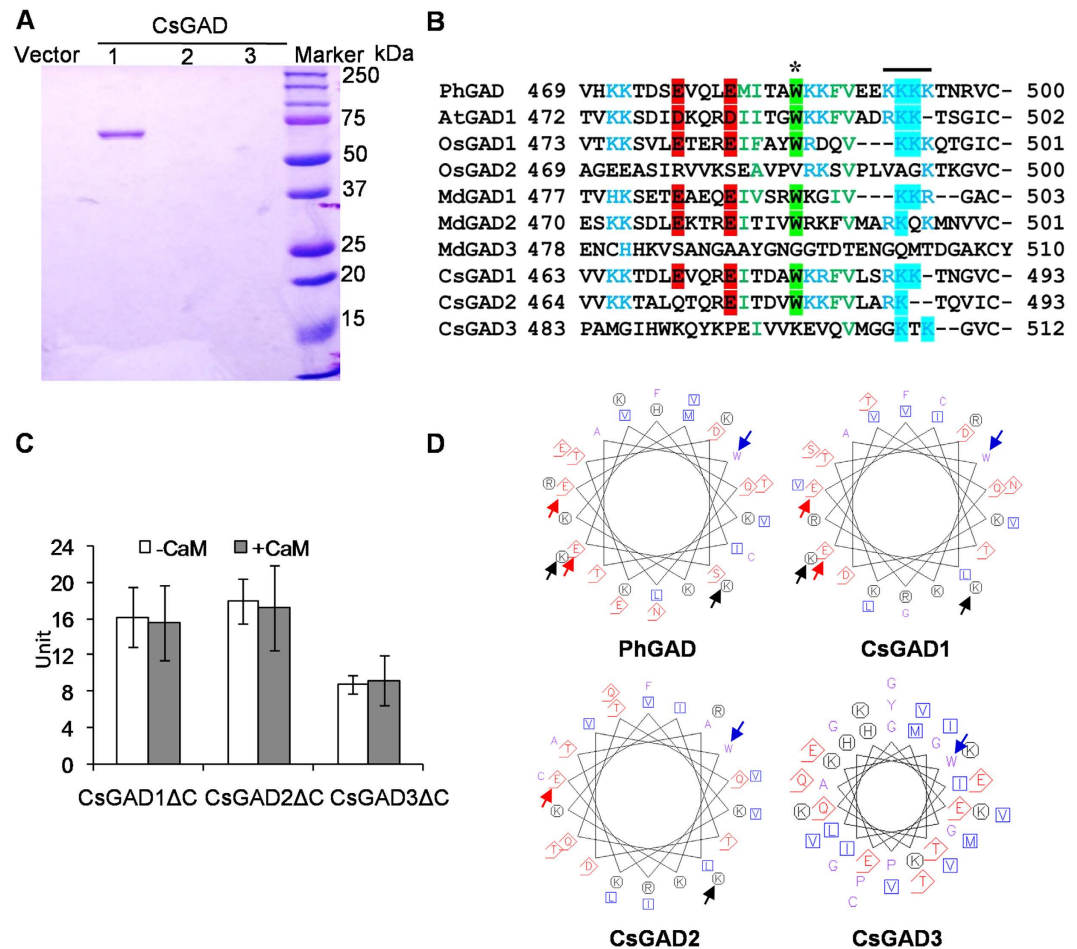 A
CsGAD
Vector 1 2 3 Marker kDa
250
75
50
37
25
20
15
B
*
PhGAD 469 VHKKTDSEVQLEMITAWKKFVEEKKKKTNRVC- 500
AtGAD1 472 TVKKSDIDKQRDIITGWKKFVADRKK-TSGIC- 502
OsGAD1 473 VTKKSVLETEREIFAYWRDQV---KKKQTGIC- 501
OsGAD2 469 AGEEASIRVVKSEAVPVRKSVPLVAGKTKGVC- 500
MdGAD1 477 TVHKSETEAEQEIVSRWKGIV---KKR--GAC- 503
MdGAD2 470 ESKKSDLEKTREITIVWRKFVMARKQKMNVVC- 501
MdGAD3 478 ENCHHKVSANGAAYGNGGTDTENGQMTDGAKCY 510
CsGAD1 463 VVKKTDLEVQREITDAWKRFVLSRKK-TNGVC- 493
CsGAD2 464 VVKKTALQTQREITDVWKKFVLARK--TQVIC- 493
CsGAD3 483 PAMGIHWKQYKPEIVVKEVQVMGGKTK--GVC- 512
C
Unit
24
20
16
12
8
4
0
-CaM +CaM
CsGAD1ΔC CsGAD2ΔC CsGAD3ΔC
D
PhGAD
CsGAD1
CsGAD2
CsGAD3